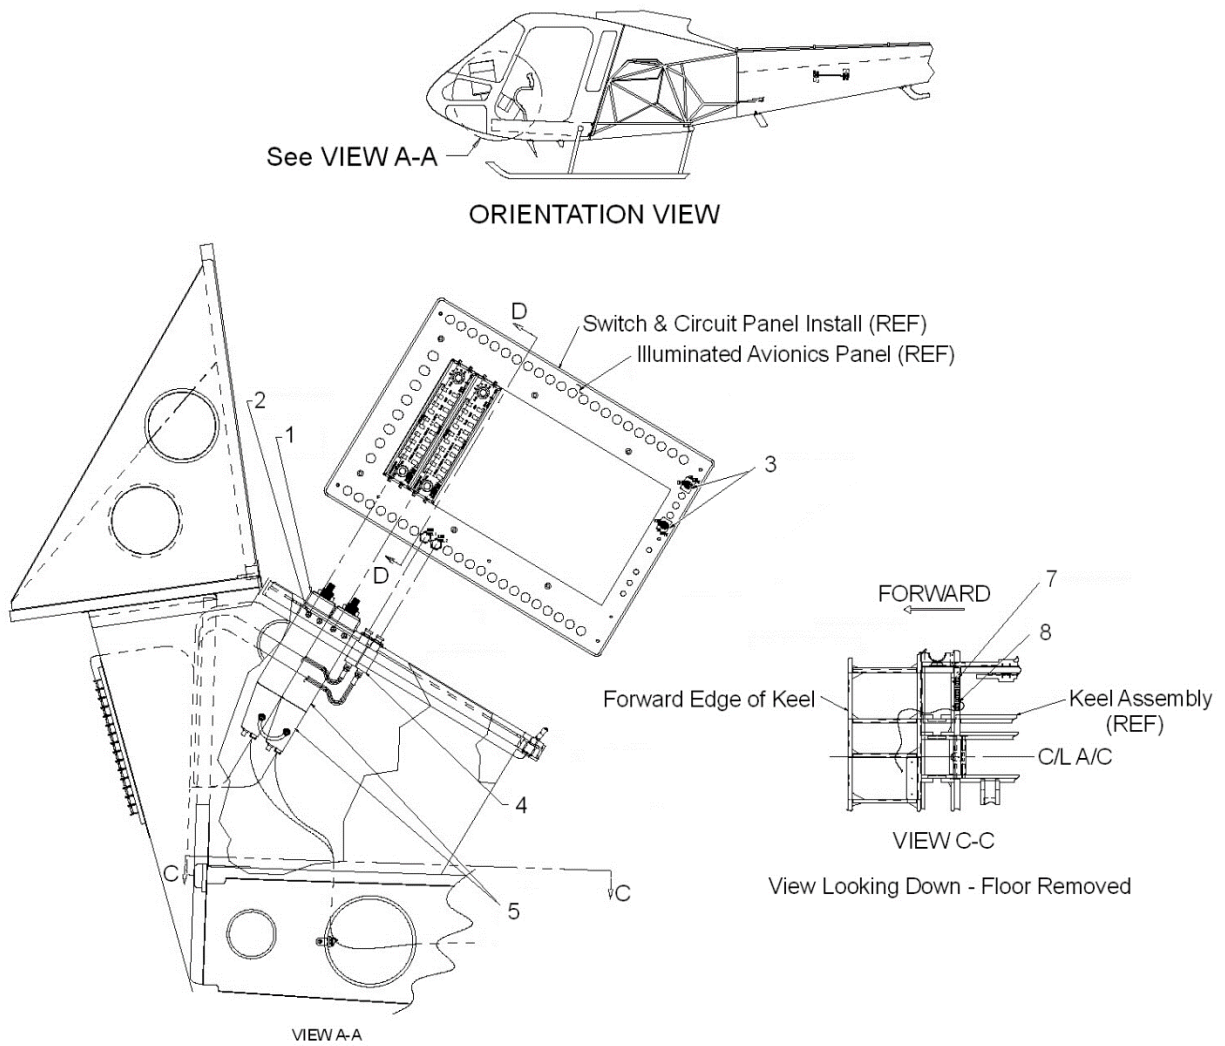 See VIEW A-A
ORIENTATION VIEW
D
Switch & Circuit Panel Install (REF)
Illuminated Avionics Panel (REF)
2
1
3
D
7
FORWARD
8
Forward Edge of Keel
Keel Assembly
(REF)
C/L A/C
4
VIEW C-C
C
C
View Looking Down - Floor Removed
5
VIEW A-A